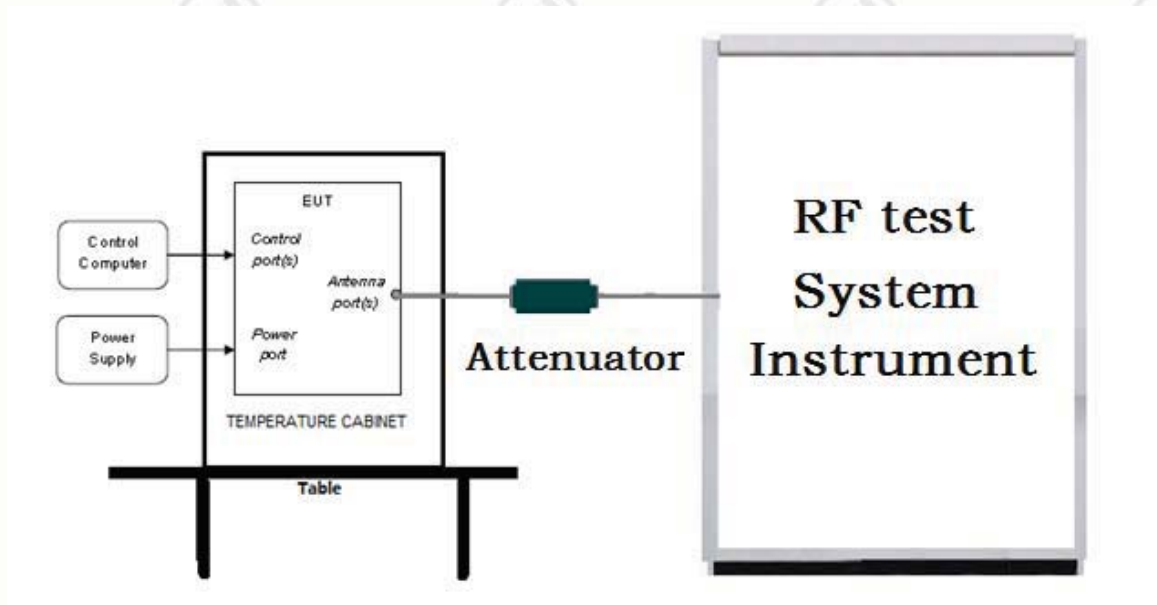 Control
Computer
Power
Supply
EUT
Control
port(s)
Antenna
port(s)
Power
port
TEMPERATURE CABINET
Table
Attenuator
RF test
System
Instrument